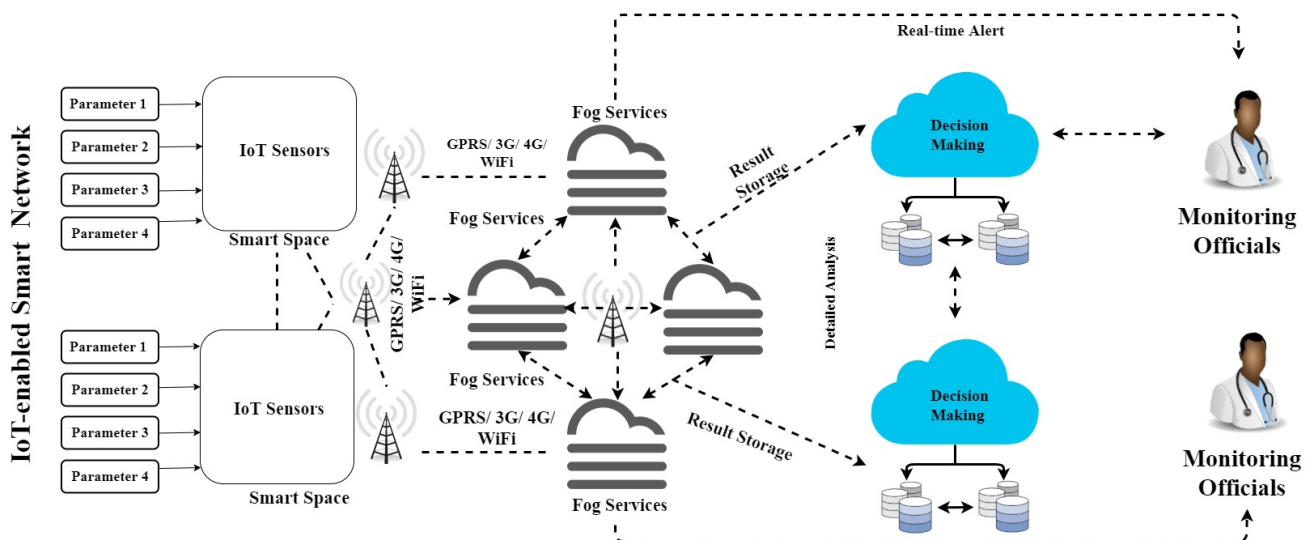 IoT-enabled Smart Network
Parameter 1
Parameter 2
Parameter 3
Parameter 4
IoT Sensors
Smart Space
Parameter 1
Parameter 2
Parameter 3
Parameter 4
IoT Sensors
Smart Space
GPRS/ 3G/ 4G/
WiFi
GPRS/ 3G/ 4G/
WiFi
GPRS/ 3G/ 4G/
WiFi
Fog Services
Fog Services
Fog Services
Fog Services
Real-time Alert
Result
Storage
Result Storage
Detailed Analysis
Decision
Making
Decision
Making
Monitoring
Officials
Monitoring
Officials